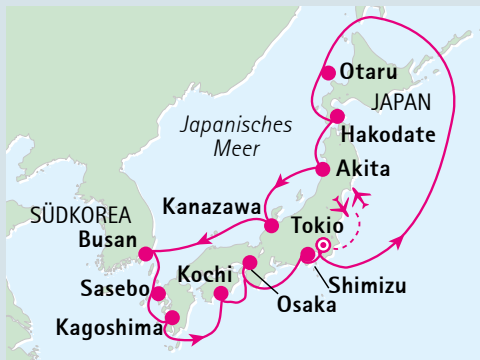 Otaru
JAPAN
Hakodate
Japanisches
Meer
Akita
Kanazawa
SÜDKOREA
Tokio
Busan
Kochi
Sasebo
Shimizu
Osaka
Kagoshima